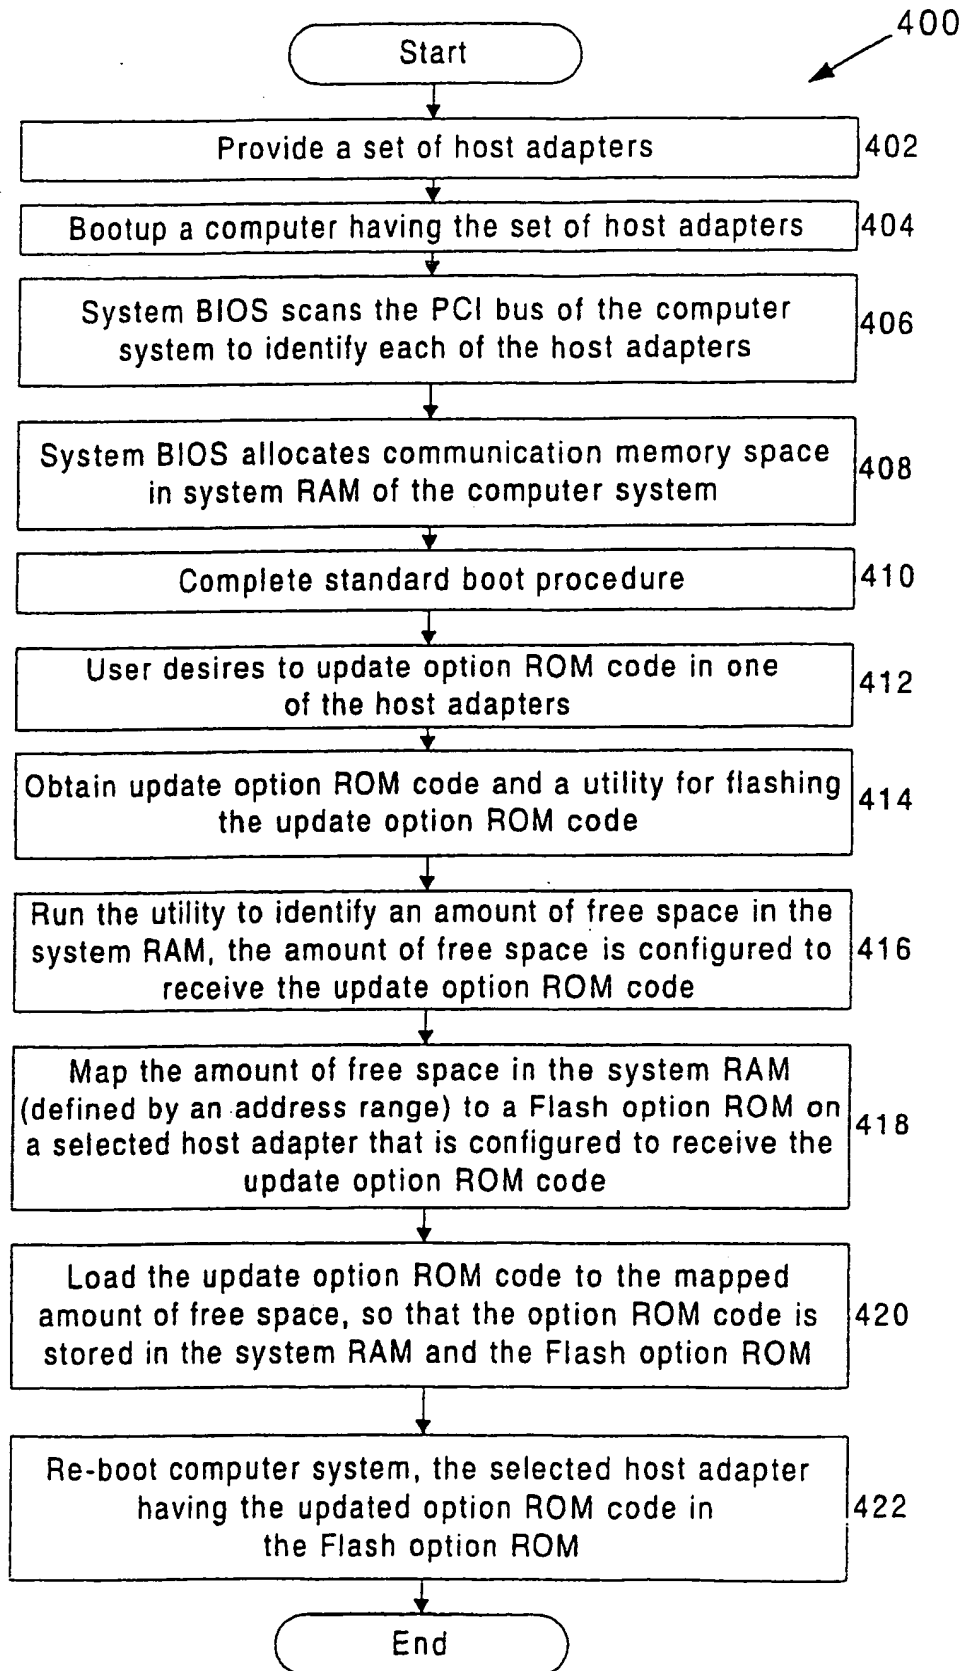 400
Start
Provide a set of host adapters
402
Bootup a computer having the set of host adapters
404
System BIOS scans the PCI bus of the computer
system to identify each of the host adapters
406
System BIOS allocates communication memory space
in system RAM of the computer system
408
Complete standard boot procedure
410
User desires to update option ROM code in one
of the host adapters
412
Obtain update option ROM code and a utility for flashing
the update option ROM code
414
Run the utility to identify an amount of free space in the
system RAM, the amount of free space is configured to
receive the update option ROM code
416
Map the amount of free space in the system RAM
(defined by an address range) to a Flash option ROM on
a selected host adapter that is configured to receive the
update option ROM code
418
Load the update option ROM code to the mapped
amount of free space, so that the option ROM code is
stored in the system RAM and the Flash option ROM
420
Re-boot computer system, the selected host adapter
having the updated option ROM code in
the Flash option ROM
422
End